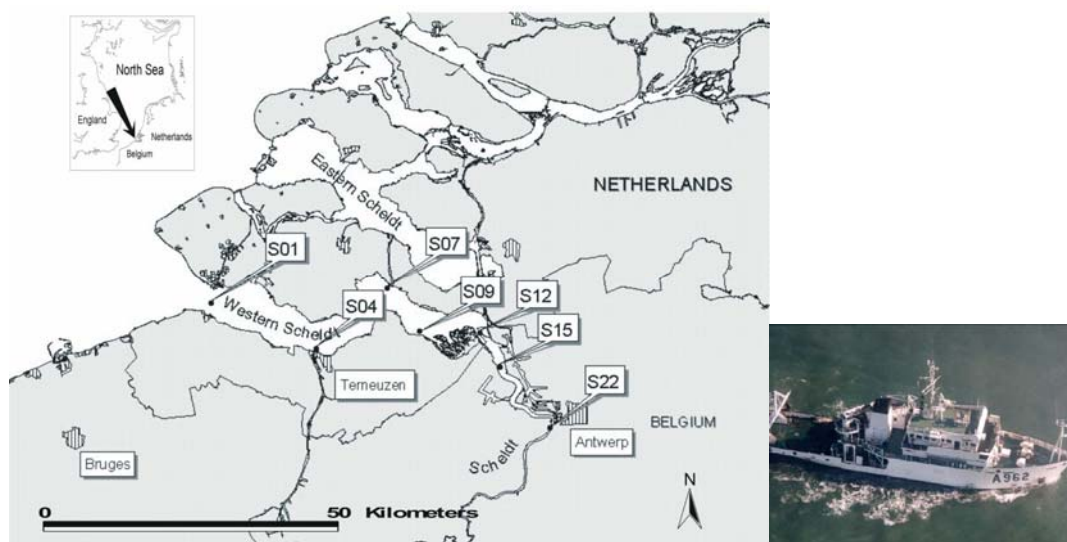 North Sea
England
Netherlands
Belgium
Eastern Scheldt
NETHERLANDS
S01
S07
S04
S09
S12
Western Scheldt
S15
Terneuzen
S22
BELGIUM
Antwerp
Bruges
Scheldt
N
0 50 Kilometers
A962